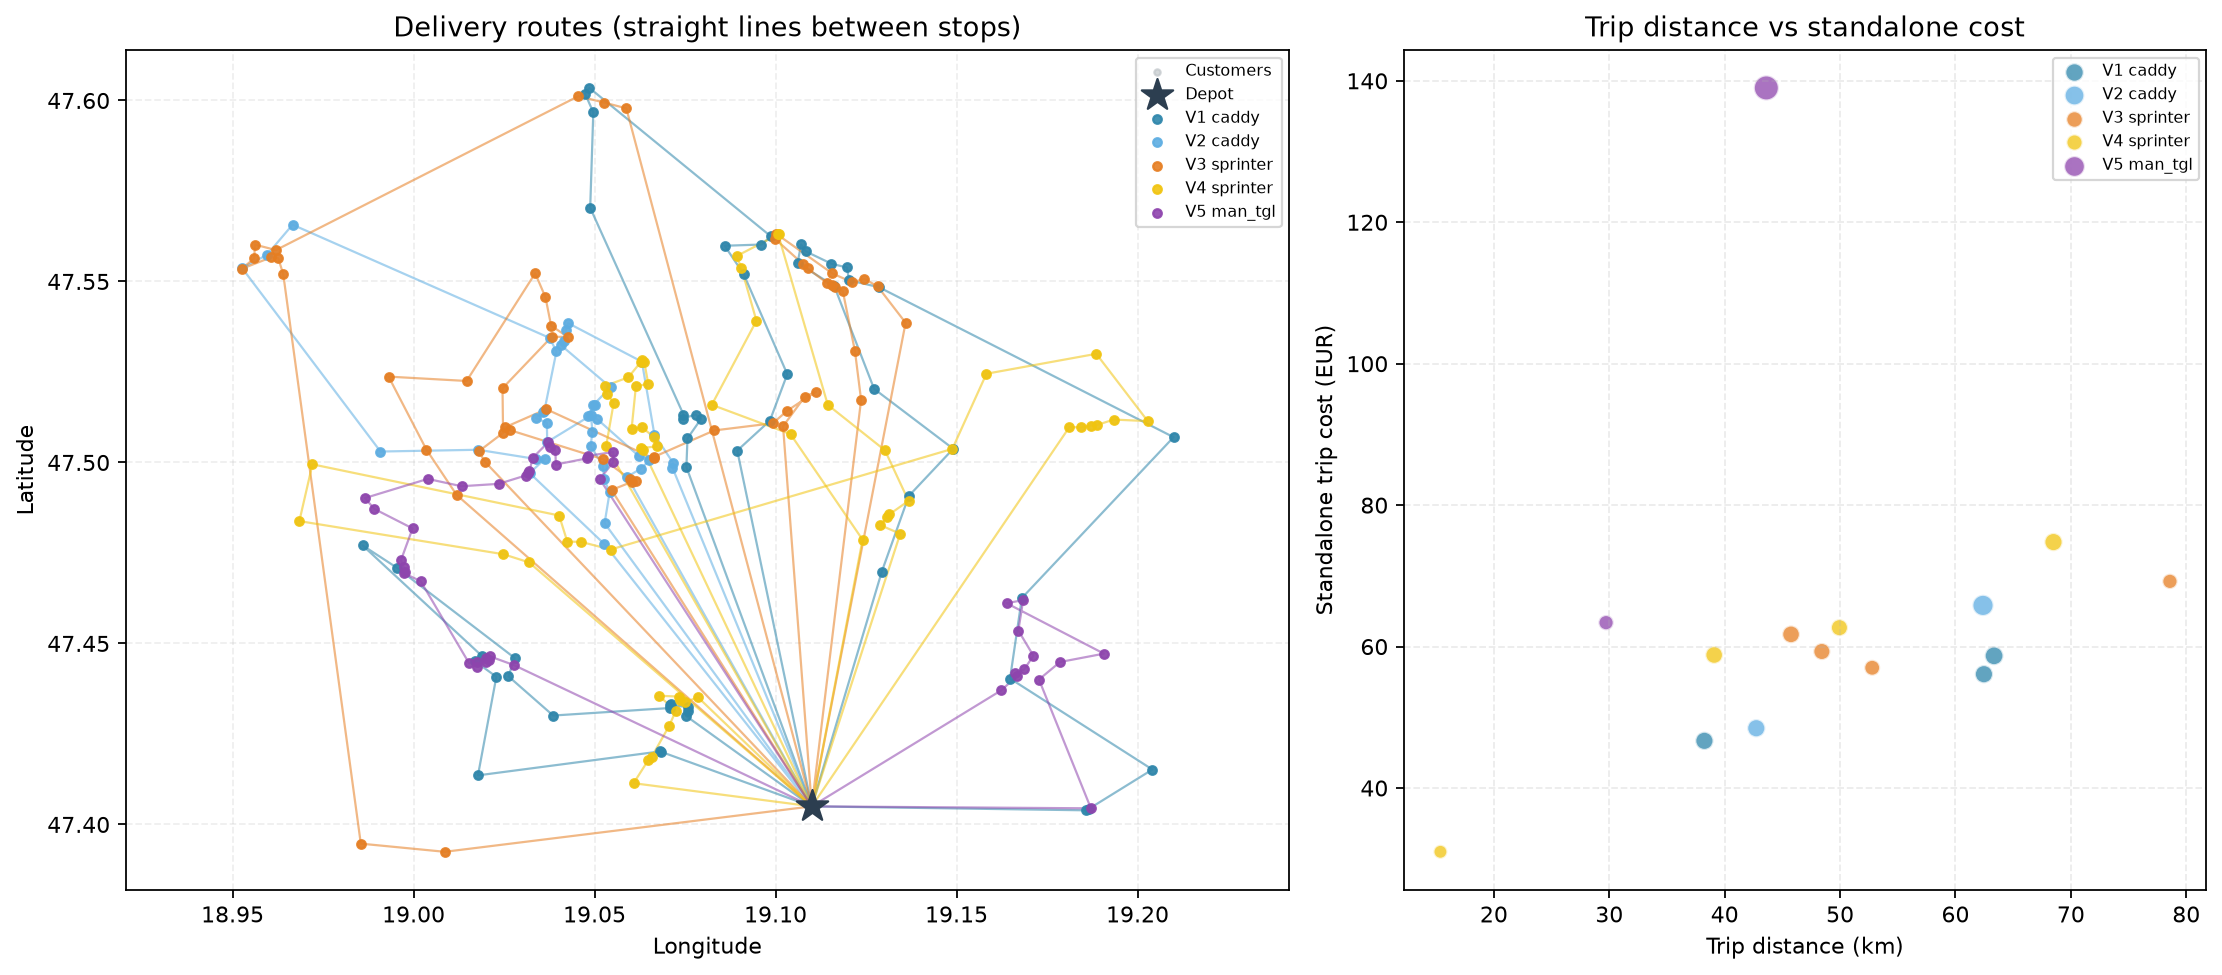 Delivery routes (straight lines between stops)
Customers
Depot
V1 caddy
V2 caddy
V3 sprinter
V4 sprinter
V5 man_tgl
47.60
47.55
47.50
47.45
47.40
Latitude
18.95 19.00 19.05 19.10 19.15 19.20
Longitude
Trip distance vs standalone cost
V1 caddy
V2 caddy
V3 sprinter
V4 sprinter
V5 man_tgl
140
120
100
80
60
40
Standalone trip cost (EUR)
20 30 40 50 60 70 80
Trip distance (km)